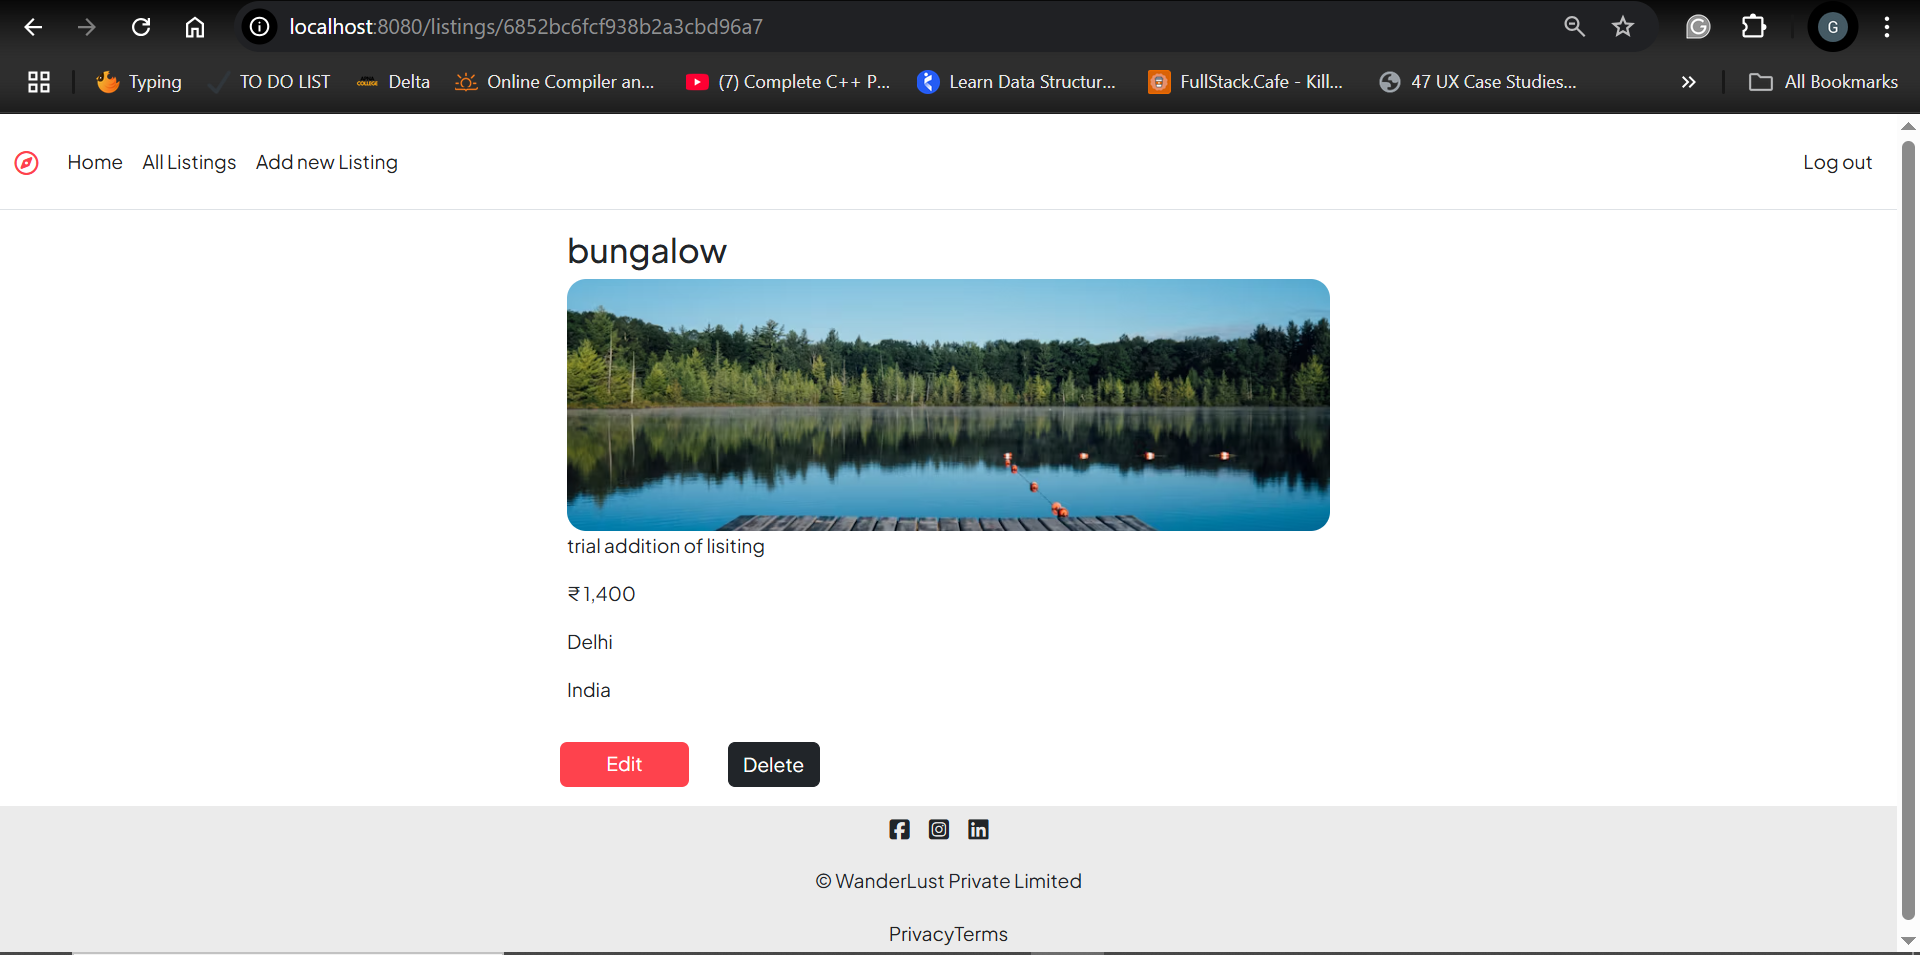 localhost:8080/listings/6852bc6fcf938b2a3cbd96a7
G
Typing TO DO LIST Delta Online Compiler an... (7) Complete C++ P... Learn Data Structur... FullStack.Cafe - Kill... 47 UX Case Studies... All Bookmarks
Home All Listings Add new Listing Log out
bungalow
trial addition of lisiting
₹1,400
Delhi
India
Edit Delete
© WanderLust Private Limited
PrivacyTerms